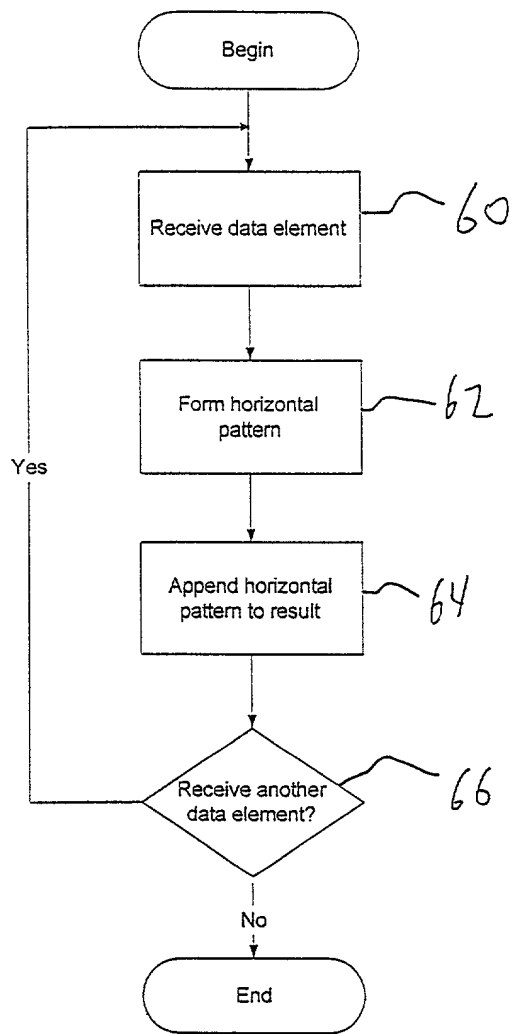 Begin
Receive data element
60
Form horizontal
pattern
62
Yes
Append horizontal
pattern to result
64
Receive another
data element?
66
No
End